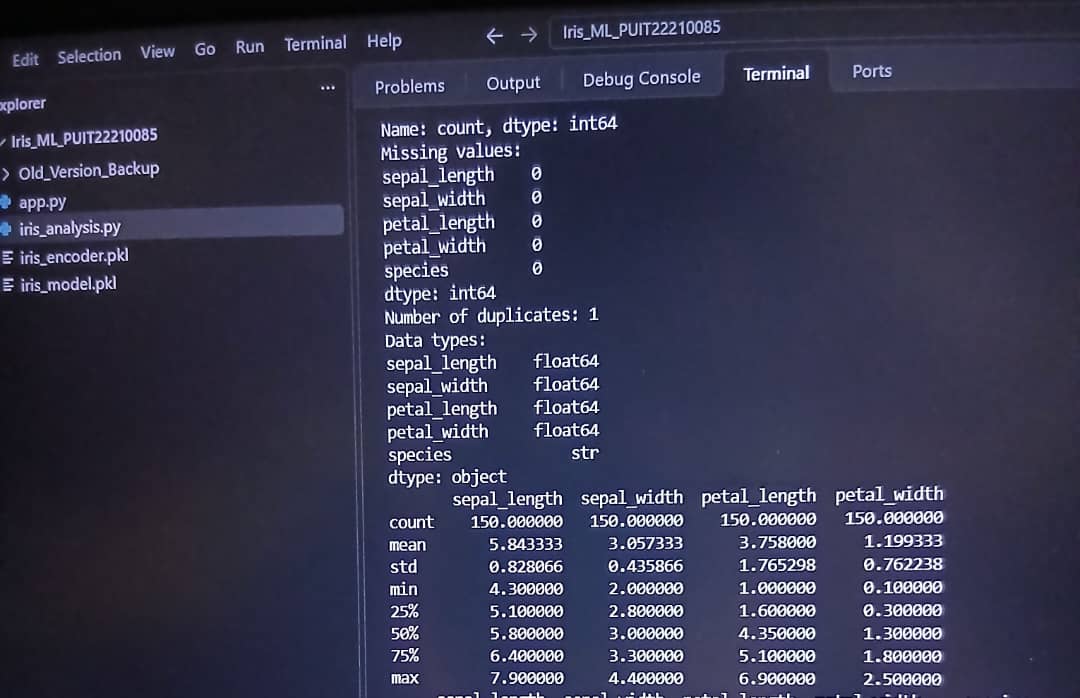 Edit Selection View Go Run Terminal Help ← → Iris_ML_PUIT22210085
Problems Output Debug Console Terminal Ports
xplorer ...
Iris_ML_PUIT22210085
> Old_Version_Backup
app.py
iris_analysis.py
iris_encoder.pkl
iris_model.pkl
Name: count, dtype: int64
Missing values:
sepal_length 0
sepal_width 0
petal_length 0
petal_width 0
species 0
dtype: int64
Number of duplicates: 1
Data types:
sepal_length float64
sepal_width float64
petal_length float64
petal_width float64
species str
dtype: object
sepal_length sepal_width petal_length petal_width
count 150.000000 150.000000 150.000000 150.000000
mean 5.843333 3.057333 3.758000 1.199333
std 0.828066 0.435866 1.765298 0.762238
min 4.300000 2.000000 1.000000 0.100000
25% 5.100000 2.800000 1.600000 0.300000
50% 5.800000 3.000000 4.350000 1.300000
75% 6.400000 3.300000 5.100000 1.800000
max 7.900000 4.400000 6.900000 2.500000